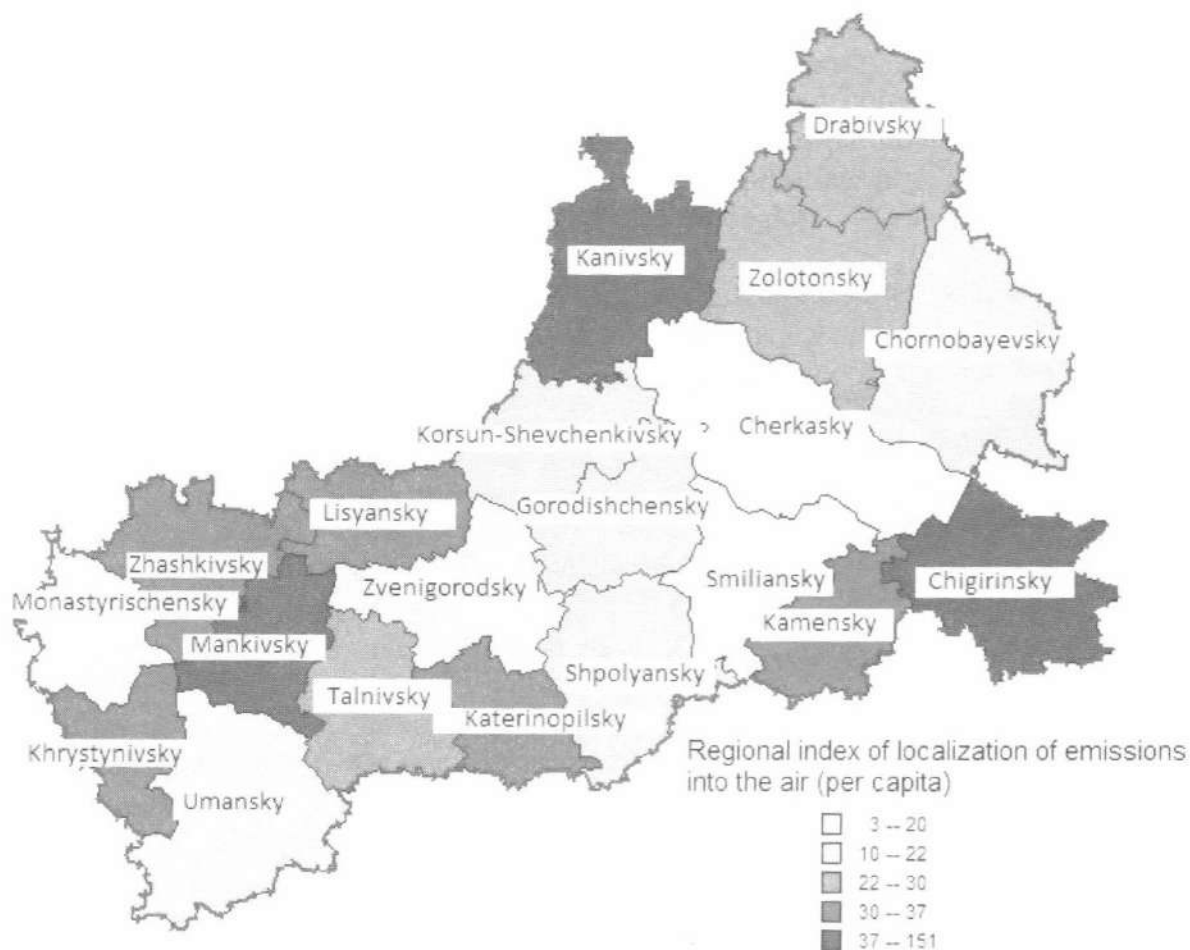 Drabivsky
Kanivsky
Zolotonsky
Chornobayevsky
Korsun-Shevchenkivsky
Cherkasky
Lisyansky
Gorodishchensky
Zhashkivsky
Zvenigorodsky
Smiliansky
Chigirinsky
Monastyrischensky
Kamensky
Mankivsky
Shpolyansky
Talnivsky
Katerinopilsky
Khrystynivsky
Umansky
Regional index of localization of emissions
into the air (per capita)
3 -- 20
10 -- 22
22 -- 30
30 -- 37
37 -- 151